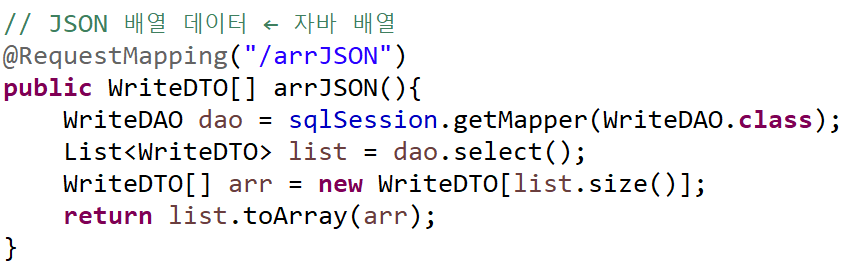 // JSON 배열 데이터 ← 자바 배열
@RequestMapping("/arrJSON")
public WriteDTO[] arrJSON(){
    WriteDAO dao = sqlSession.getMapper(WriteDAO.class);
    List<WriteDTO> list = dao.select();
    WriteDTO[] arr = new WriteDTO[list.size()];
    return list.toArray(arr);
}